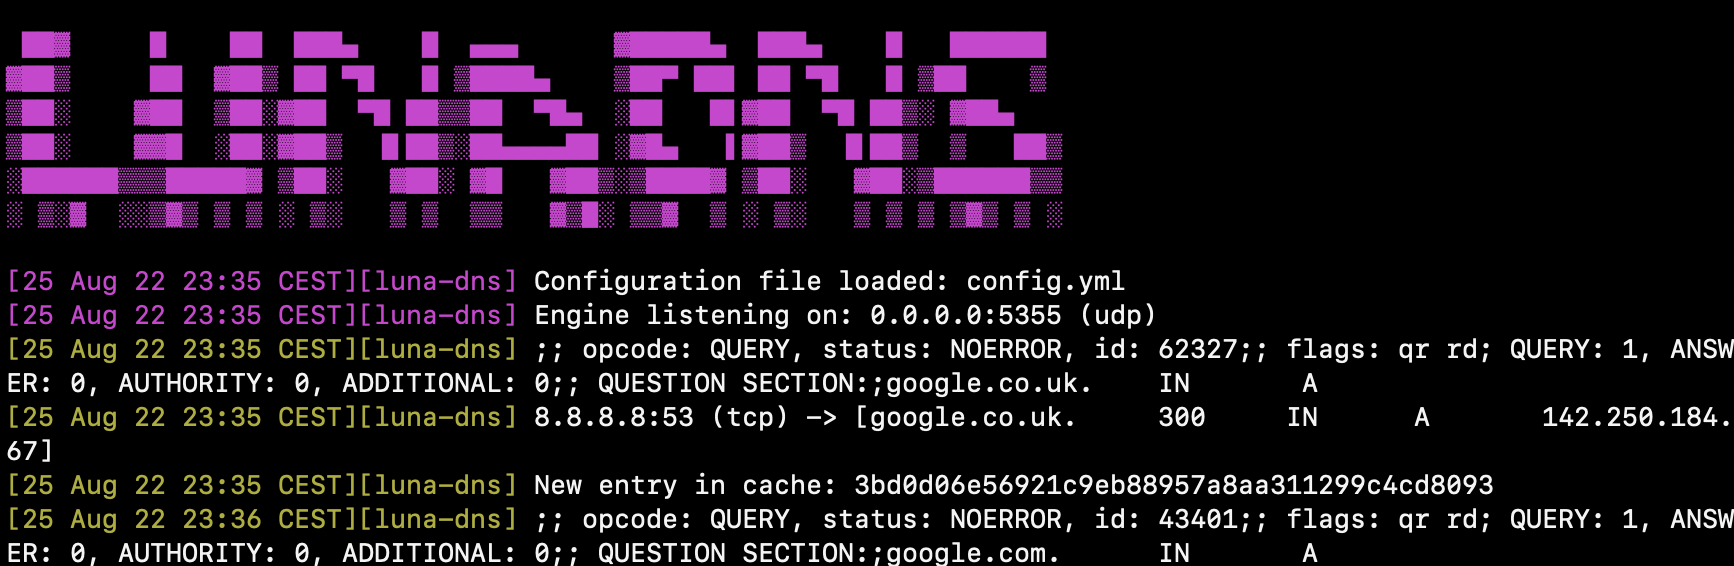 LUNADNS
[25 Aug 22 23:35 CEST][luna-dns] Configuration file loaded: config.yml
[25 Aug 22 23:35 CEST][luna-dns] Engine listening on: 0.0.0.0:5355 (udp)
[25 Aug 22 23:35 CEST][luna-dns] ;; opcode: QUERY, status: NOERROR, id: 62327;; flags: qr rd; QUERY: 1, ANSW
ER: 0, AUTHORITY: 0, ADDITIONAL: 0;; QUESTION SECTION:;google.co.uk.     IN       A
[25 Aug 22 23:35 CEST][luna-dns] 8.8.8.8:53 (tcp) -> [google.co.uk.     300     IN      A       142.250.184.
67]
[25 Aug 22 23:35 CEST][luna-dns] New entry in cache: 3bd0d06e56921c9eb88957a8aa311299c4cd8093
[25 Aug 22 23:36 CEST][luna-dns] ;; opcode: QUERY, status: NOERROR, id: 43401;; flags: qr rd; QUERY: 1, ANSW
ER: 0, AUTHORITY: 0, ADDITIONAL: 0;; QUESTION SECTION:;google.com.      IN       A